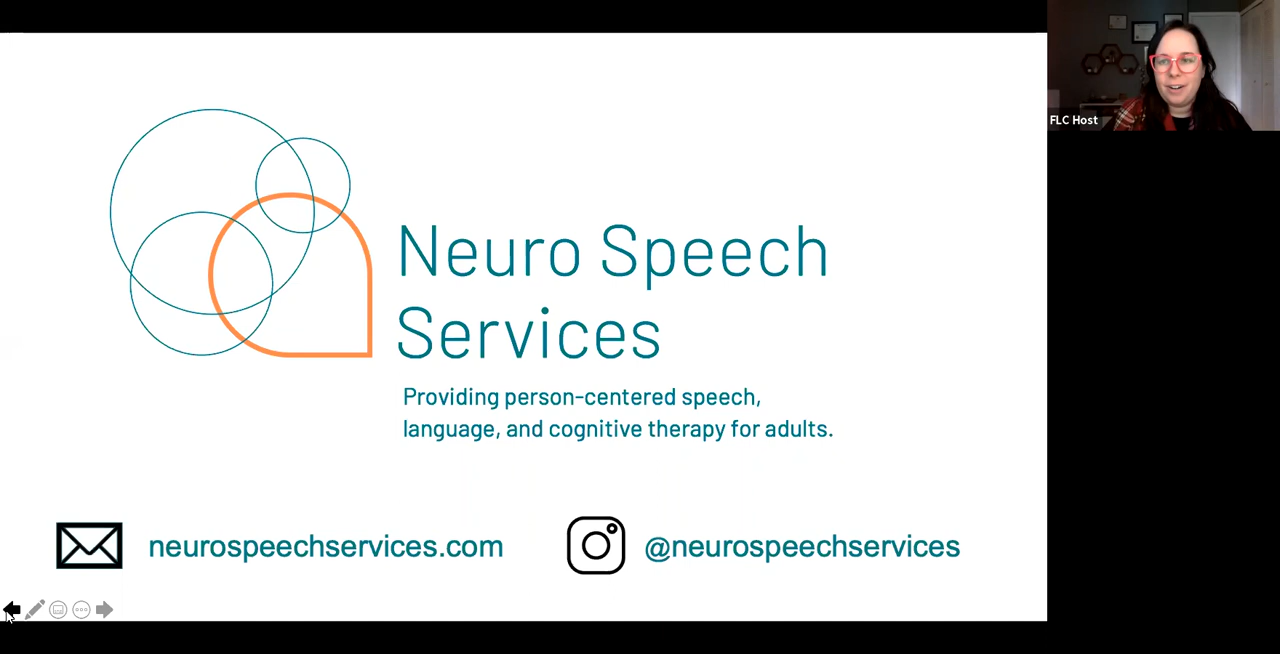 FLC Host
Neuro Speech
Services
Providing person-centered speech,
language, and cognitive therapy for adults.
neurospeechservices.com
@neurospeechservices